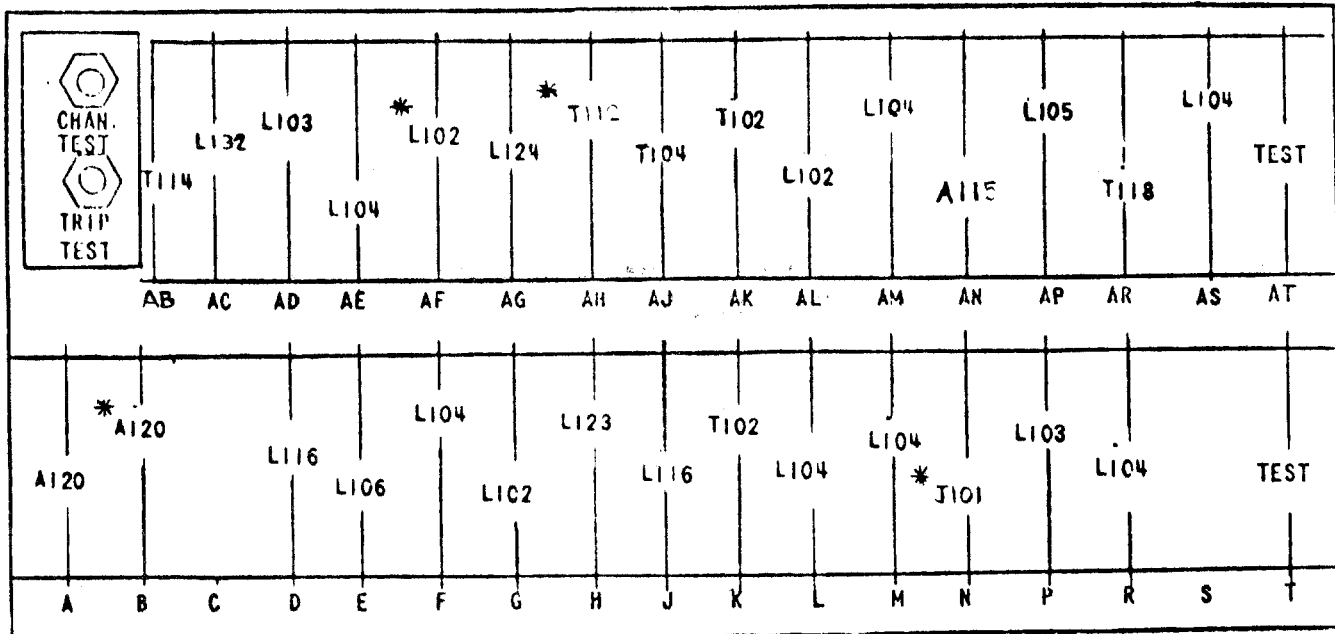 CHAN.
TEST
TRIP
TEST
T114 L132 L103 L104 * L102 L124 * T112 T104 T102 L102 L104 A115 L105 T118 L104 TEST
AB AC AD AE AF AG AH AJ AK AL AM AN AP AR AS AT
A120 * A120 L116 L106 L104 L102 L123 L116 T102 L104 L104 * J101 L103 L104 TEST
A B C D E F G H J K L M N P R S T